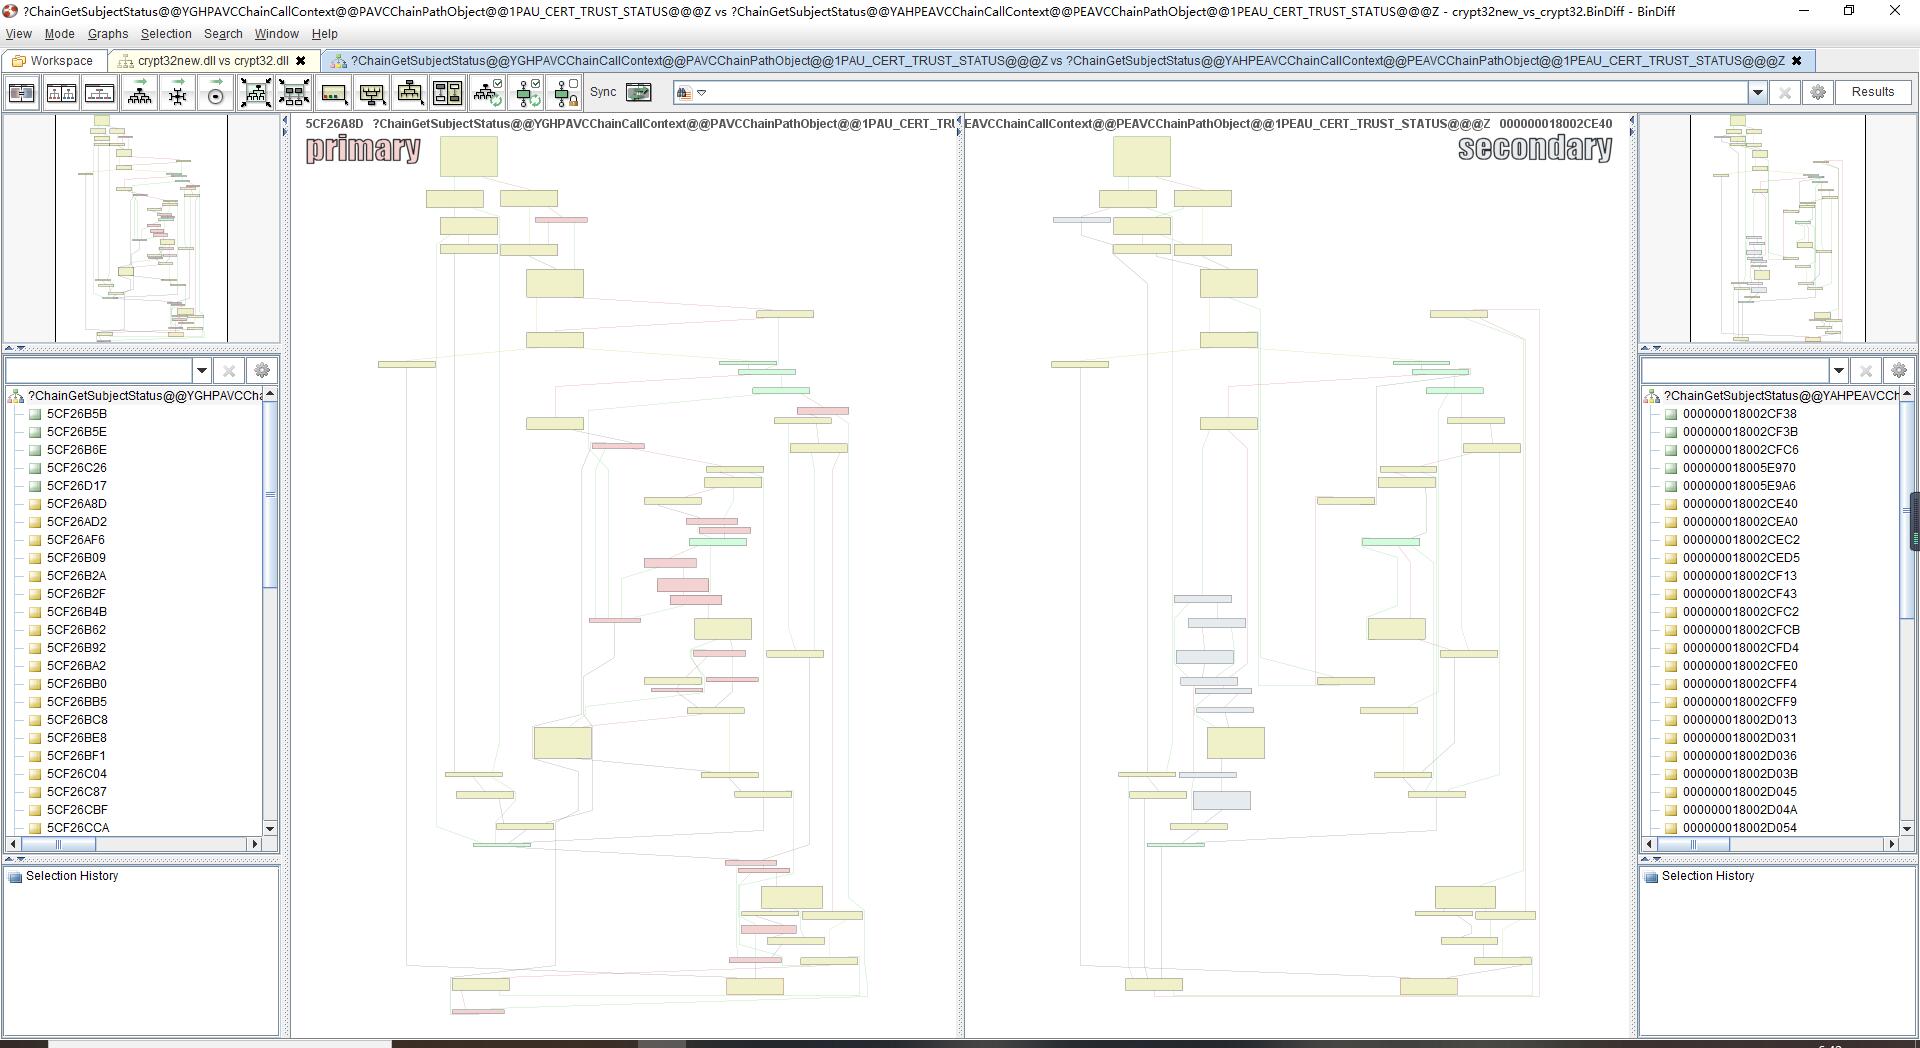 ?ChainGetSubjectStatus@@YGHPAVCChainCallContext@@PAVCChainPathObject@@1PAU_CERT_TRUST_STATUS@@@Z vs ?ChainGetSubjectStatus@@YAHPEAVCChainCallContext@@PEAVCChainPathObject@@1PEAU_CERT_TRUST_STATUS@@@Z - crypt32new_vs_crypt32.BinDiff - BinDiff
View Mode Graphs Selection Search Window Help
Workspace
crypt32new.dll vs crypt32.dll
?ChainGetSubjectStatus@@YGHPAVCChainCallContext@@PAVCChainPathObject@@1PAU_CERT_TRUST_STATUS@@@Z vs ?ChainGetSubjectStatus@@YAHPEAVCChainCallContext@@PEAVCChainPathObject@@1PEAU_CERT_TRUST_STATUS@@@Z
Sync
Results
5CF26A8D ?ChainGetSubjectStatus@@YGHPAVCChainCallContext@@PAVCChainPathObject@@1PAU_CERT_TRU
EAVCChainCallContext@@PEAVCChainPathObject@@1PEAU_CERT_TRUST_STATUS@@@Z 000000018002CE40
primary
secondary
?ChainGetSubjectStatus@@YGHPAVCCha
5CF26B5B
5CF26B5E
5CF26B6E
5CF26C26
5CF26D17
5CF26A8D
5CF26AD2
5CF26AF6
5CF26B09
5CF26B2A
5CF26B2F
5CF26B4B
5CF26B62
5CF26B92
5CF26BA2
5CF26BB0
5CF26BB5
5CF26BC8
5CF26BE8
5CF26BF1
5CF26C04
5CF26C87
5CF26CBF
5CF26CCA
Selection History
?ChainGetSubjectStatus@@YAHPEAVCCh
000000018002CF38
000000018002CF3B
000000018002CFC6
000000018005E970
000000018005E9A6
000000018002CE40
000000018002CEA0
000000018002CEC2
000000018002CED5
000000018002CF13
000000018002CF43
000000018002CFC2
000000018002CFCB
000000018002CFD4
000000018002CFE0
000000018002CFF4
000000018002CFF9
000000018002D013
000000018002D031
000000018002D036
000000018002D03B
000000018002D045
000000018002D04A
000000018002D054
Selection History